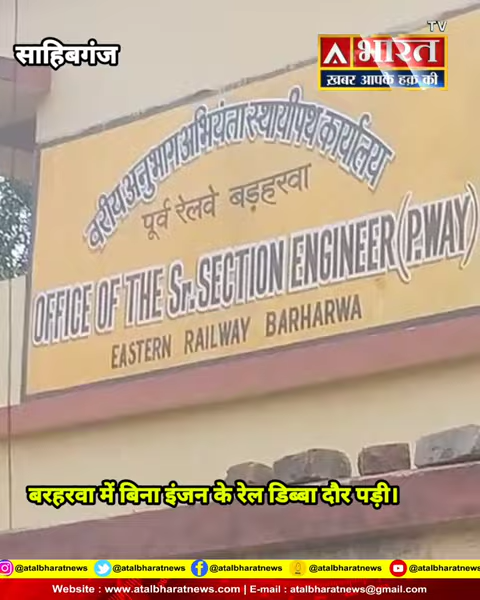 साहिबगंज
TV
भारत
ख़बर आपके हक़ की
वरीय अनुभाग अभियंता स्थायीपथ कार्यालय
पूर्व रेलवे बड़हरवा
OFFICE OF THE Sr. SECTION ENGINEER (P.WAY)
EASTERN RAILWAY BARHARWA
बरहरवा में बिना इंजन के रेल डिब्बा दौर पड़ी।
@atalbharatnews @atalbharatnews @atalbharatnews @atalbharatnews @atalbharatnews
Website : www.atalbharatnews.com | E-mail : atalbharatnews@gmail.com